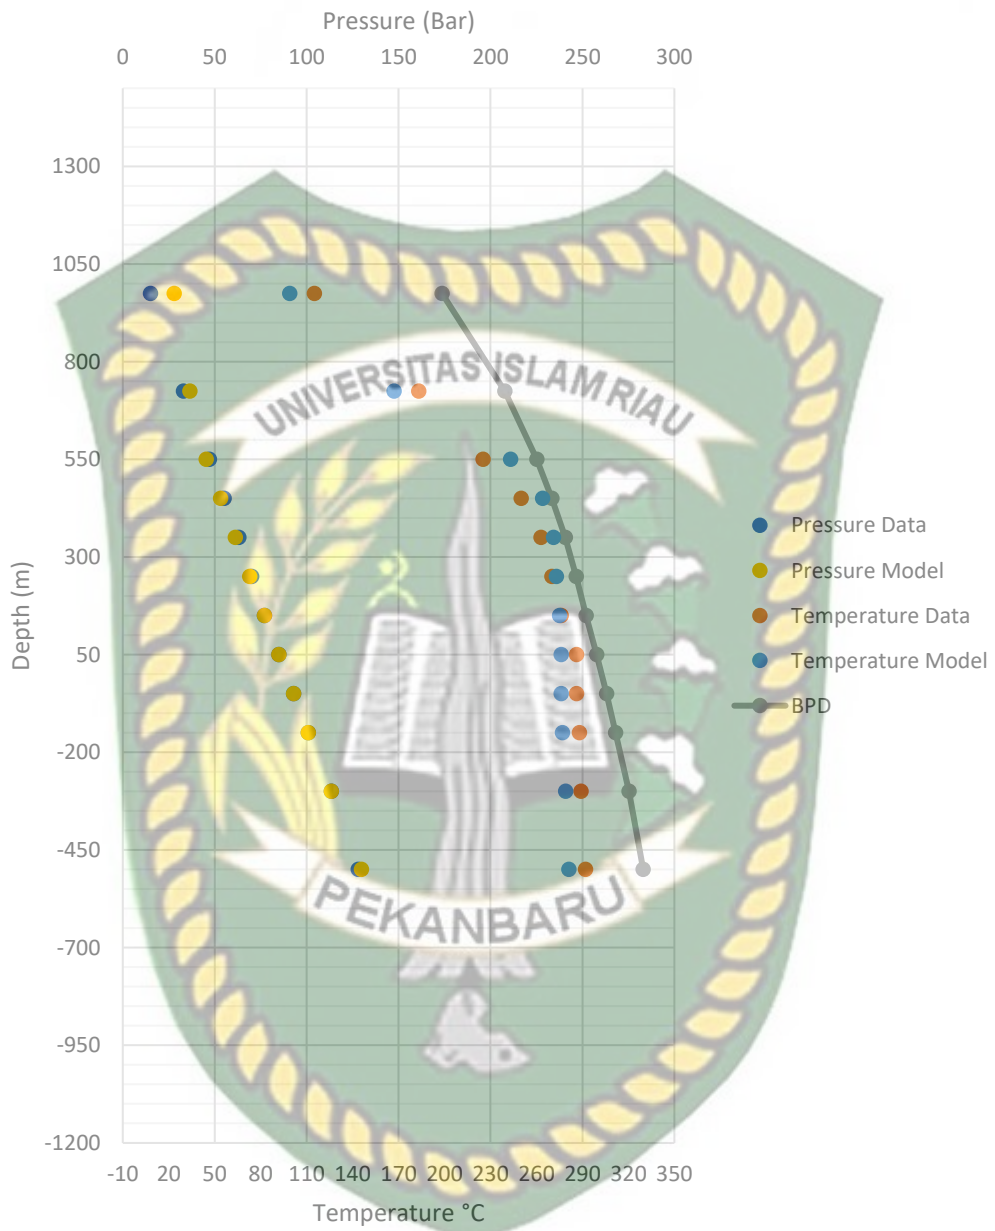 Pressure (Bar)
0 50 100 150 200 250 300
1300
1050
800
550
300
50
-200
-450
-700
-950
-1200
Depth (m)
UNIVERSITAS ISLAM RIAU
PEKANBARU
Pressure Data
Pressure Model
Temperature Data
Temperature Model
BPD
-10 20 50 80 110 140 170 200 230 260 290 320 350
Temperature °C